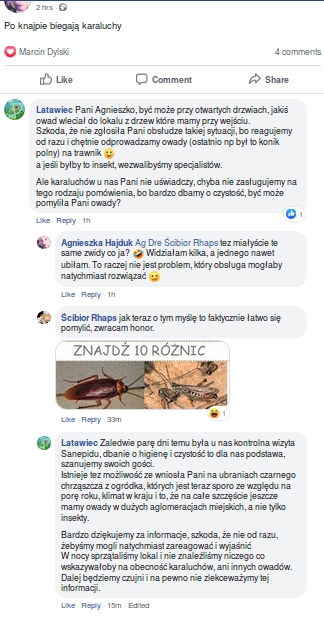 2 hrs ·
Po knajpie biegają karaluchy
Marcin Dylski
4 comments
Like
Comment
Share
Latawiec Pani Agnieszko, być może przy otwartych drzwiach, jakiś
owad wleciał do lokalu z drzew które mamy przy wejściu.
Szkoda, że nie zgłosiła Pani obsłudze takiej sytuacji, bo reagujemy
od razu i chętnie odprowadzamy owady (ostatnio np był to konik
polny) na trawnik
a jeśli byłby to insekt, wezwalibyśmy specjalistów.
Ale karaluchów u nas Pani nie uświadczy, chyba nie zasługujemy na
tego rodzaju pomówienia, bo bardzo dbamy o czystość, być może
pomyliła Pani owady?
1
Like · Reply · 1h
Agnieszka Hajduk Ag Dre Ścibior Rhaps tez miałyście te
same zwidy co ja? Widziałam kilka, a jednego nawet
ubiłam. To raczej nie jest problem, który obsługa mogłaby
natychmiast rozwiązać
Like · Reply · 1h
Ścibior Rhaps jak teraz o tym myślę to faktycznie łatwo się
pomylić, zwracam honor.
ZNAJDŹ 10 RÓŻNIC
1
Like · Reply · 33m
Latawiec Zaledwie parę dni temu była u nas kontrolna wizyta
Sanepidu, dbanie o higienę i czystość to dla nas podstawa,
szanujemy swoich gości.
Istnieje tez możliwość ze wniosła Pani na ubraniach czarnego
chrząszcza z ogródka, których jest teraz sporo ze względu na
porę roku, klimat w kraju i to, że na całe szczęście jeszcze
mamy owady w dużych aglomeracjach miejskich, a nie tylko
insekty.
Bardzo dziękujemy za informacje, szkoda, że nie od razu,
żebyśmy mogli natychmiast zareagować i wyjaśnić
W nocy sprzątaliśmy lokal i nie znaleźliśmy niczego co
wskazywałoby na obecność karaluchów, ani innych owadów.
Dalej będziemy czujni i na pewno nie zlekceważymy tej
informacji.
Like · Reply · 15m · Edited